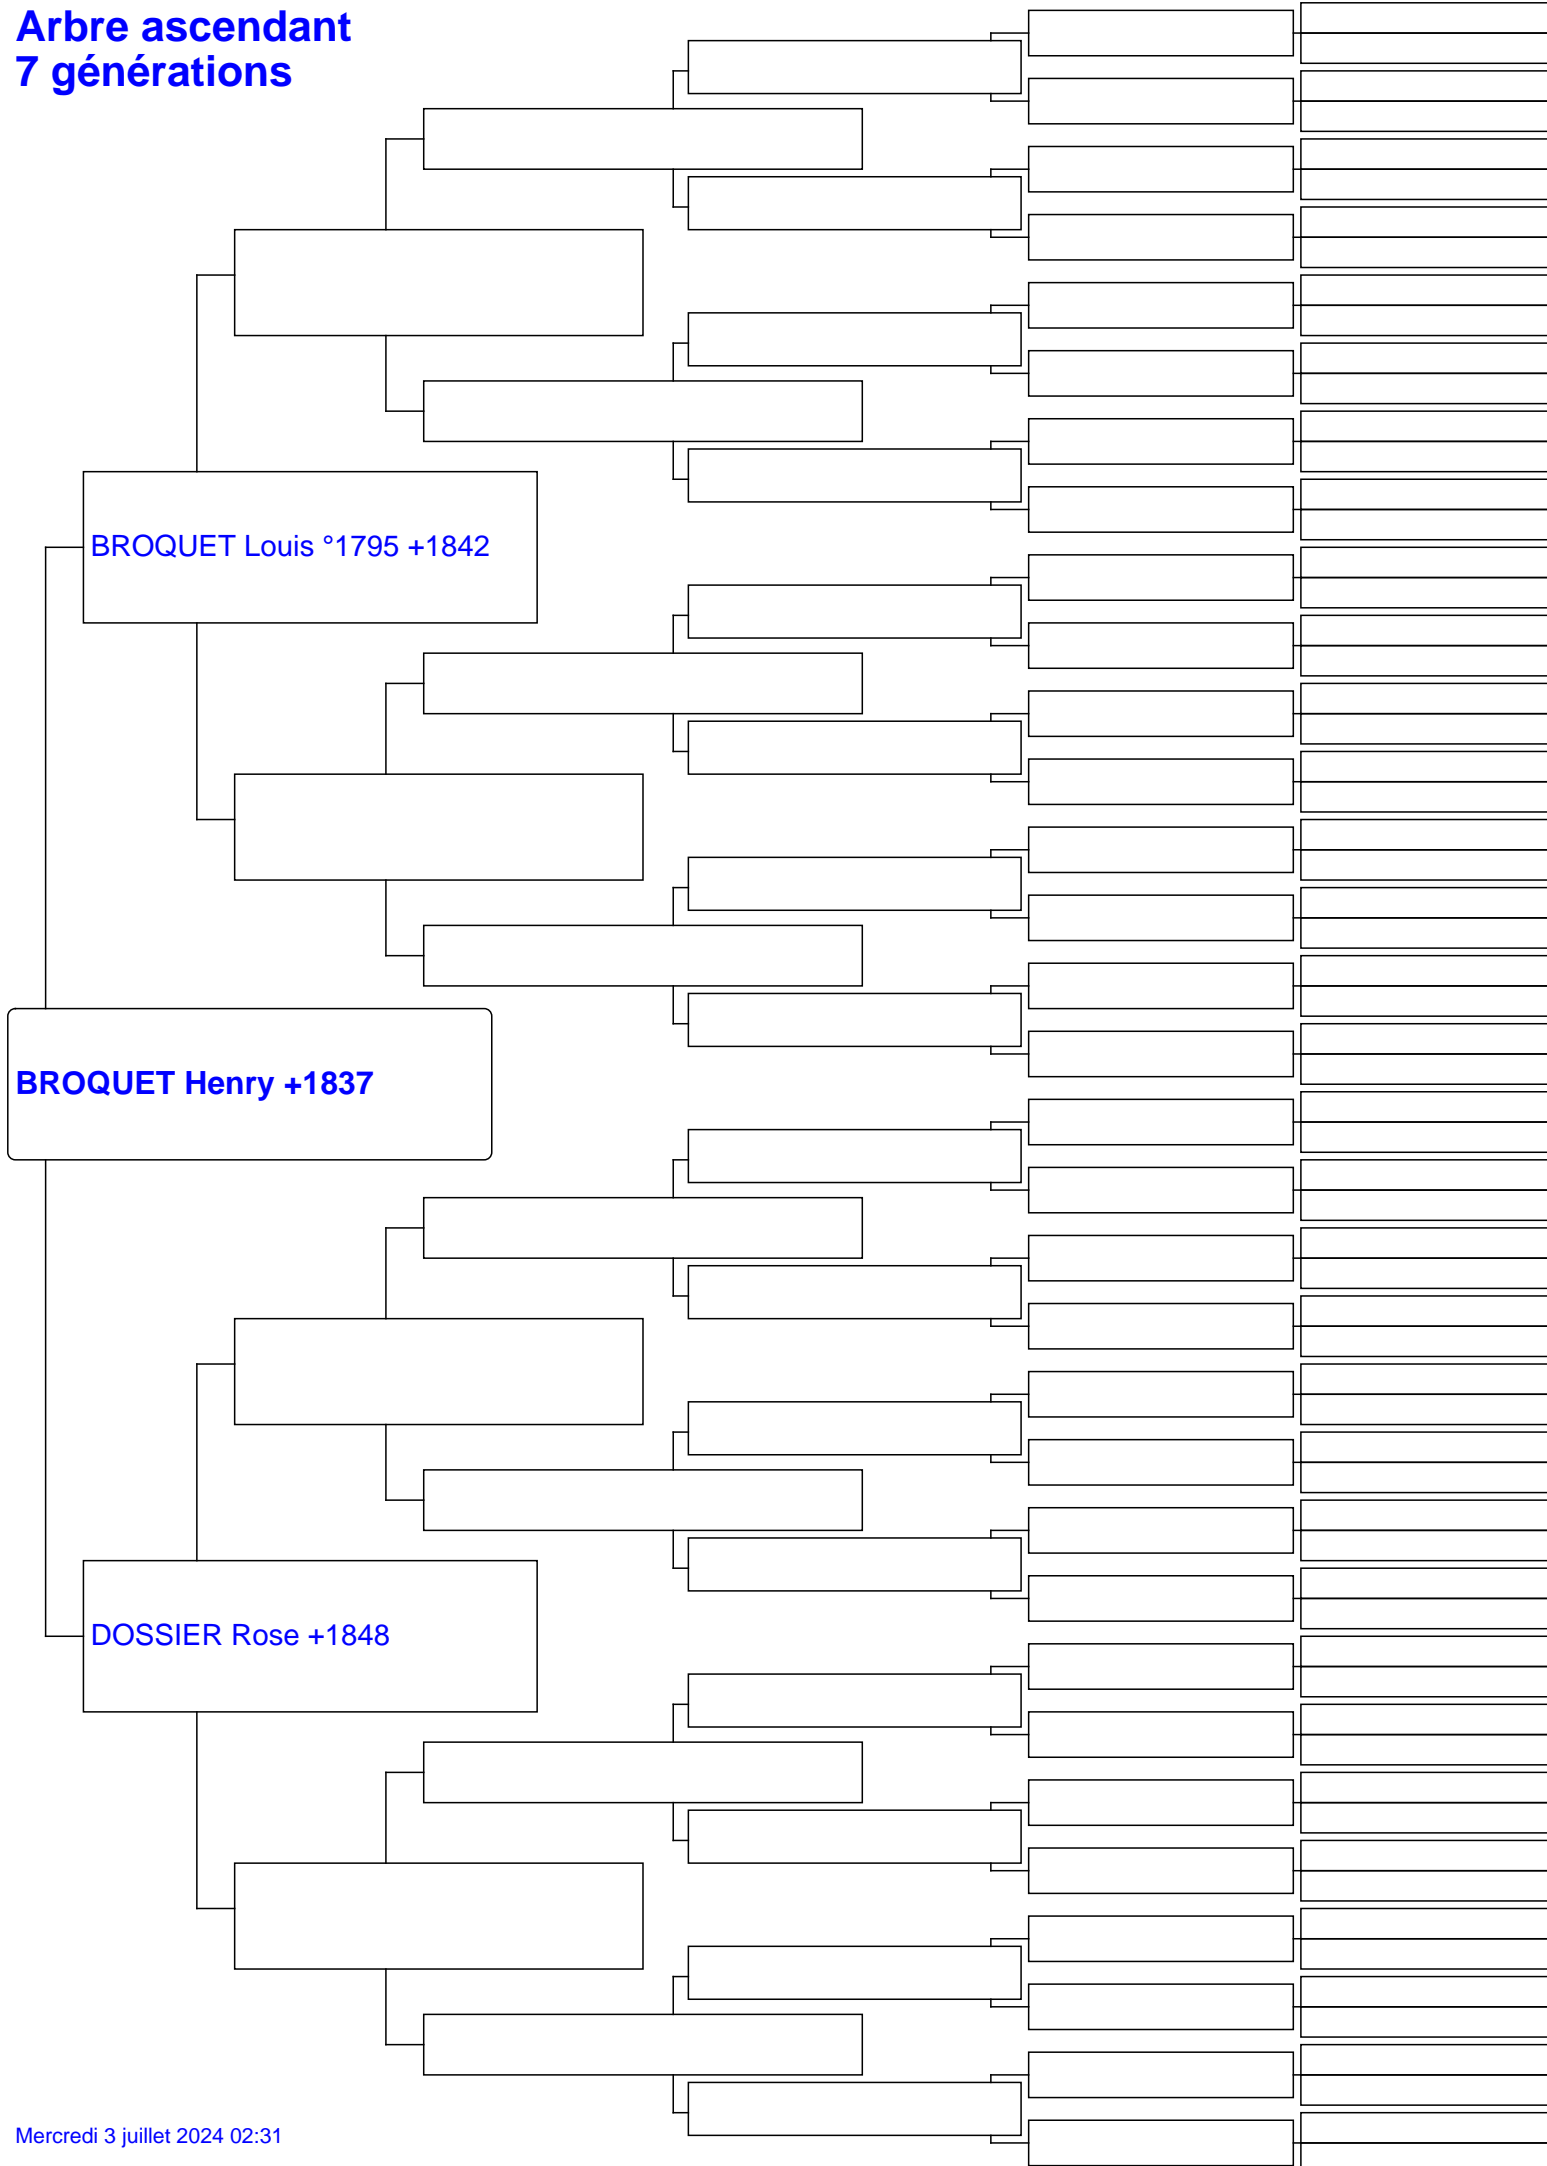 Arbre ascendant
7 générations
BROQUET Louis °1795 +1842
BROQUET Henry +1837
DOSSIER Rose +1848
Mercredi 3 juillet 2024 02:31